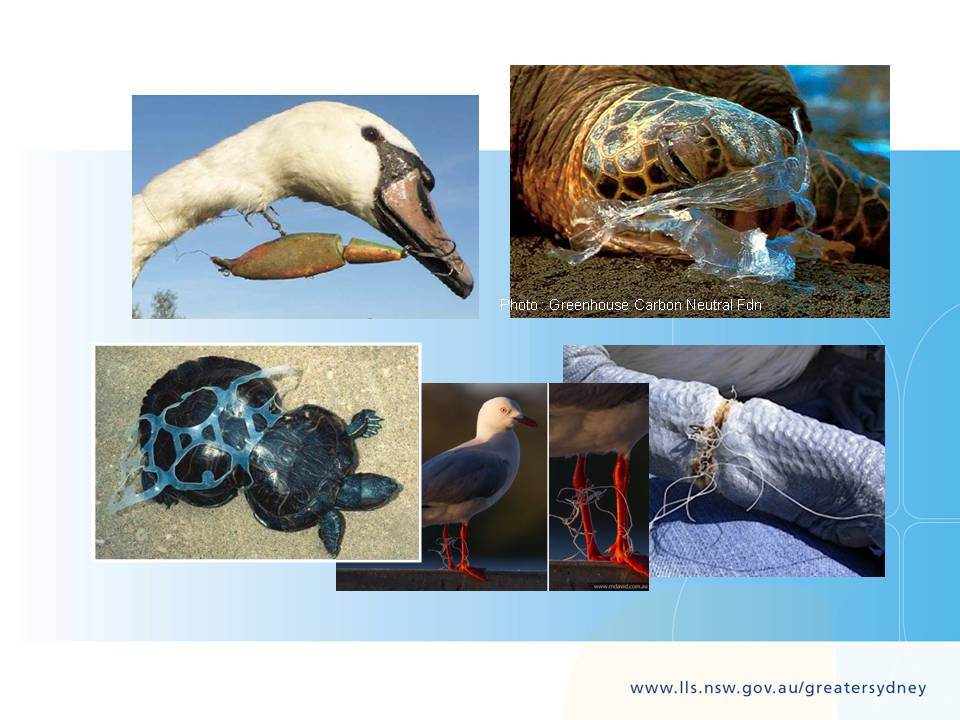 Photo : Greenhouse Carbon Neutral Fdn
www.mdavid.com.au
www.lls.nsw.gov.au/greatersydney